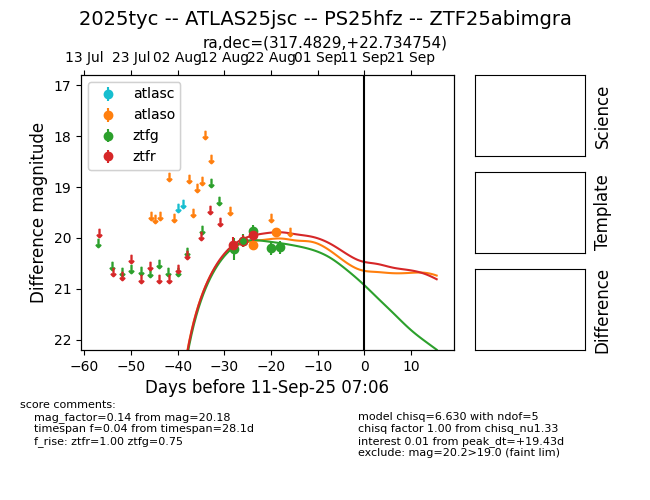 2025tyc -- ATLAS25jsc -- PS25hfz -- ZTF25abimgra
ra,dec=(317.4829,+22.734754)
13 Jul 23 Jul 02 Aug 12 Aug 22 Aug 01 Sep 11 Sep 21 Sep
atlasc
atlaso
ztfg
ztfr
17
18
19
20
21
22
Difference magnitude
−60 −50 −40 −30 −20 −10 0 10
Days before 11-Sep-25 07:06
Science
Template
Difference
score comments:
mag_factor=0.14 from mag=20.18
timespan f=0.04 from timespan=28.1d
f_rise: ztfr=1.00 ztfg=0.75
model chisq=6.630 with ndof=5
chisq factor 1.00 from chisq_nu1.33
interest 0.01 from peak_dt=+19.43d
exclude: mag=20.2>19.0 (faint lim)